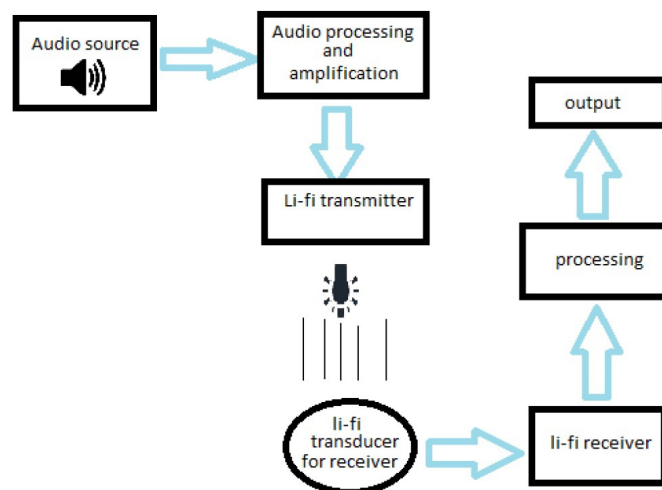 Audio source
Audio processing
and
amplification
Li-fi transmitter
li-fi
transducer
for receiver
li-fi receiver
processing
output